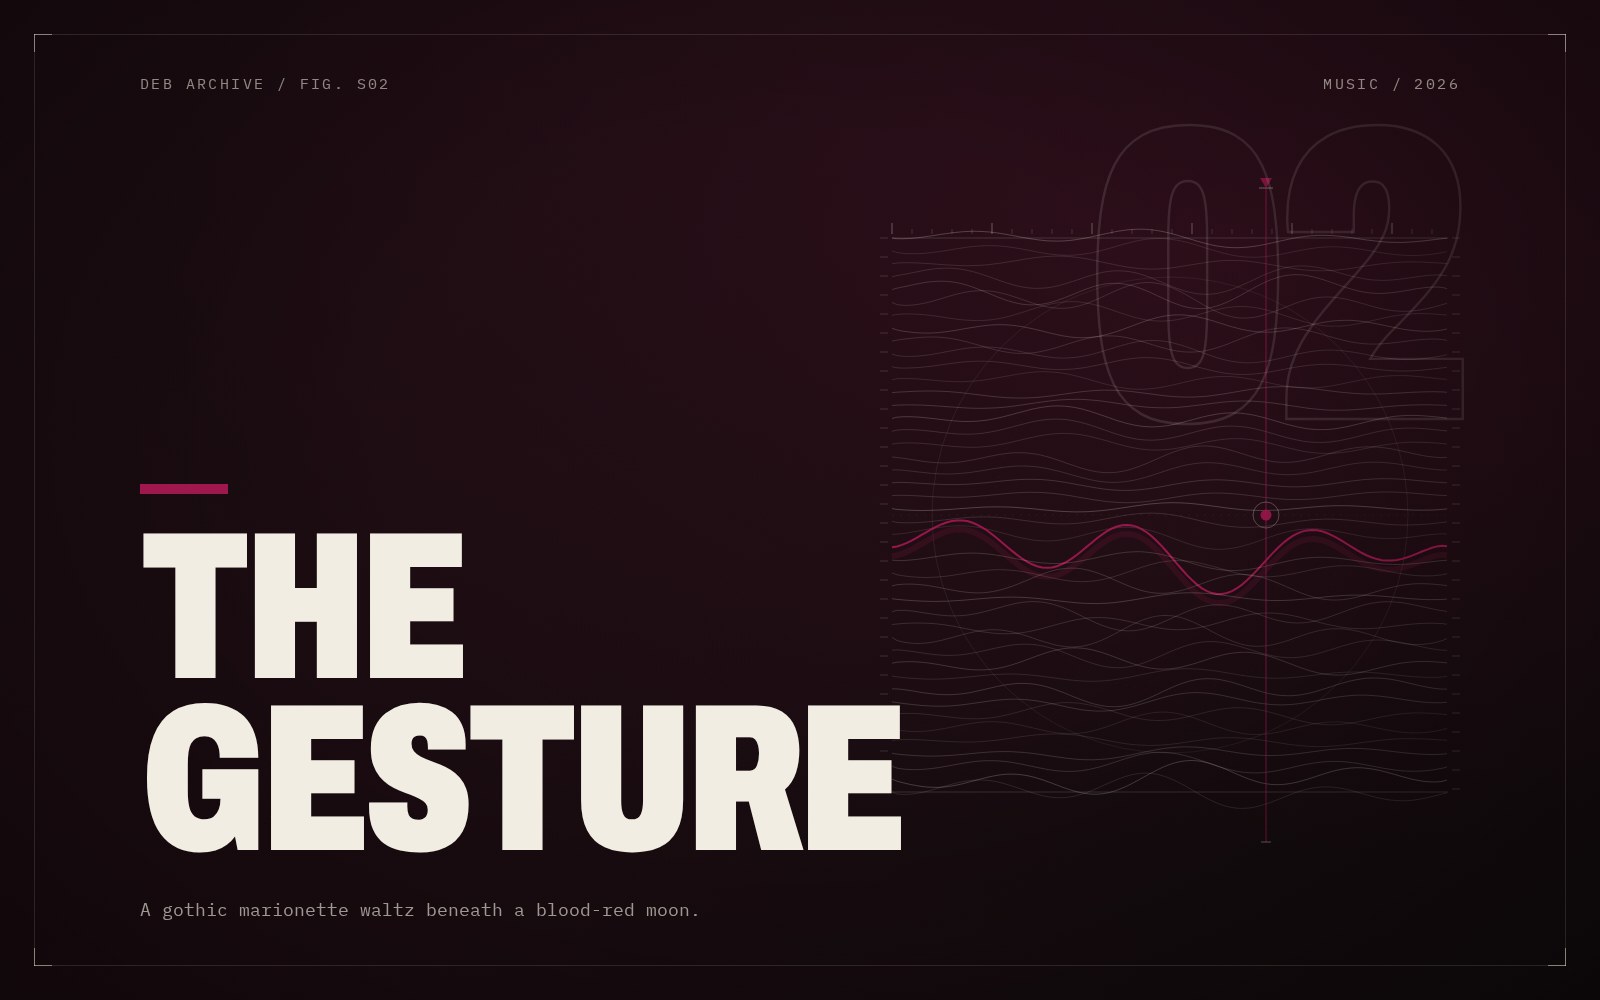 DEB ARCHIVE / FIG. S02
MUSIC / 2026
02
THE
GESTURE
A gothic marionette waltz beneath a blood-red moon.